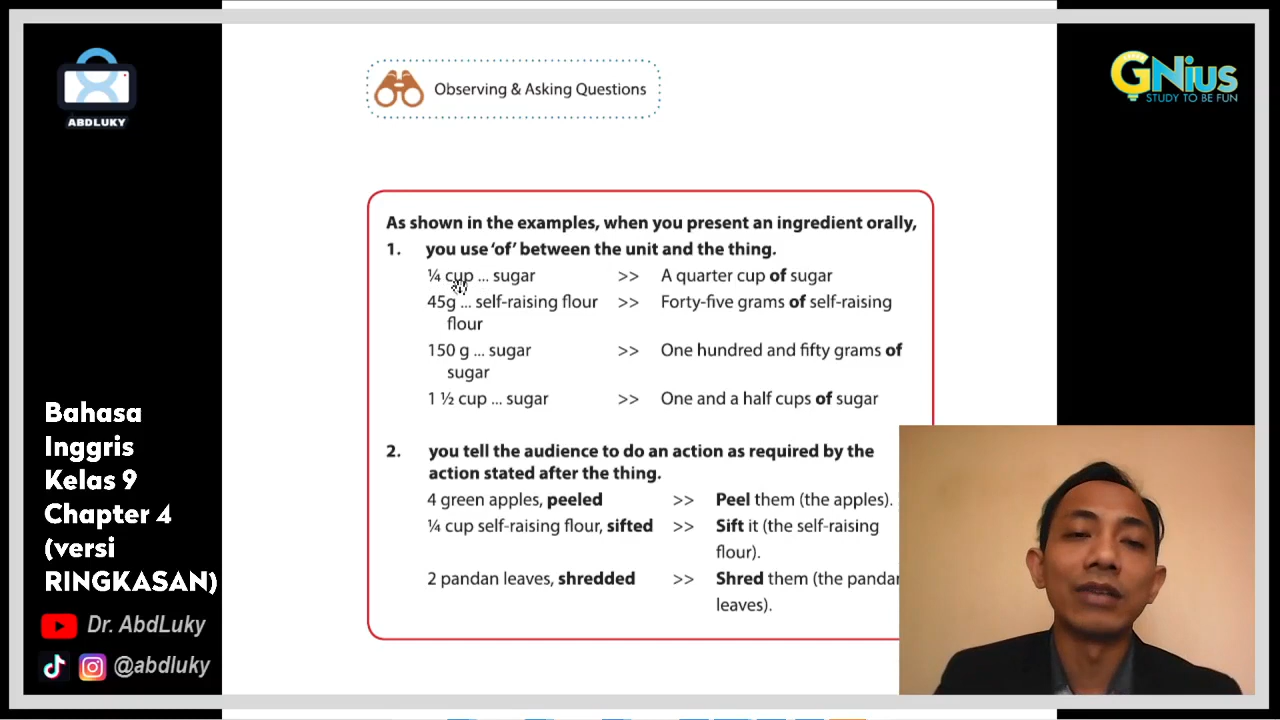 ABDLUKY
GNius
STUDY TO BE FUN
Observing & Asking Questions
As shown in the examples, when you present an ingredient orally,
1. you use ‘of’ between the unit and the thing.
¼ cup ... sugar >> A quarter cup of sugar
45g ... self-raising flour >> Forty-five grams of self-raising
flour
150 g ... sugar >> One hundred and fifty grams of
sugar
1 ½ cup ... sugar >> One and a half cups of sugar
2. you tell the audience to do an action as required by the
action stated after the thing.
4 green apples, peeled >> Peel them (the apples).
¼ cup self-raising flour, sifted >> Sift it (the self-raising
flour).
2 pandan leaves, shredded >> Shred them (the pandan
leaves).
Bahasa
Inggris
Kelas 9
Chapter 4
(versi
RINGKASAN)
Dr. AbdLuky
@abdluky